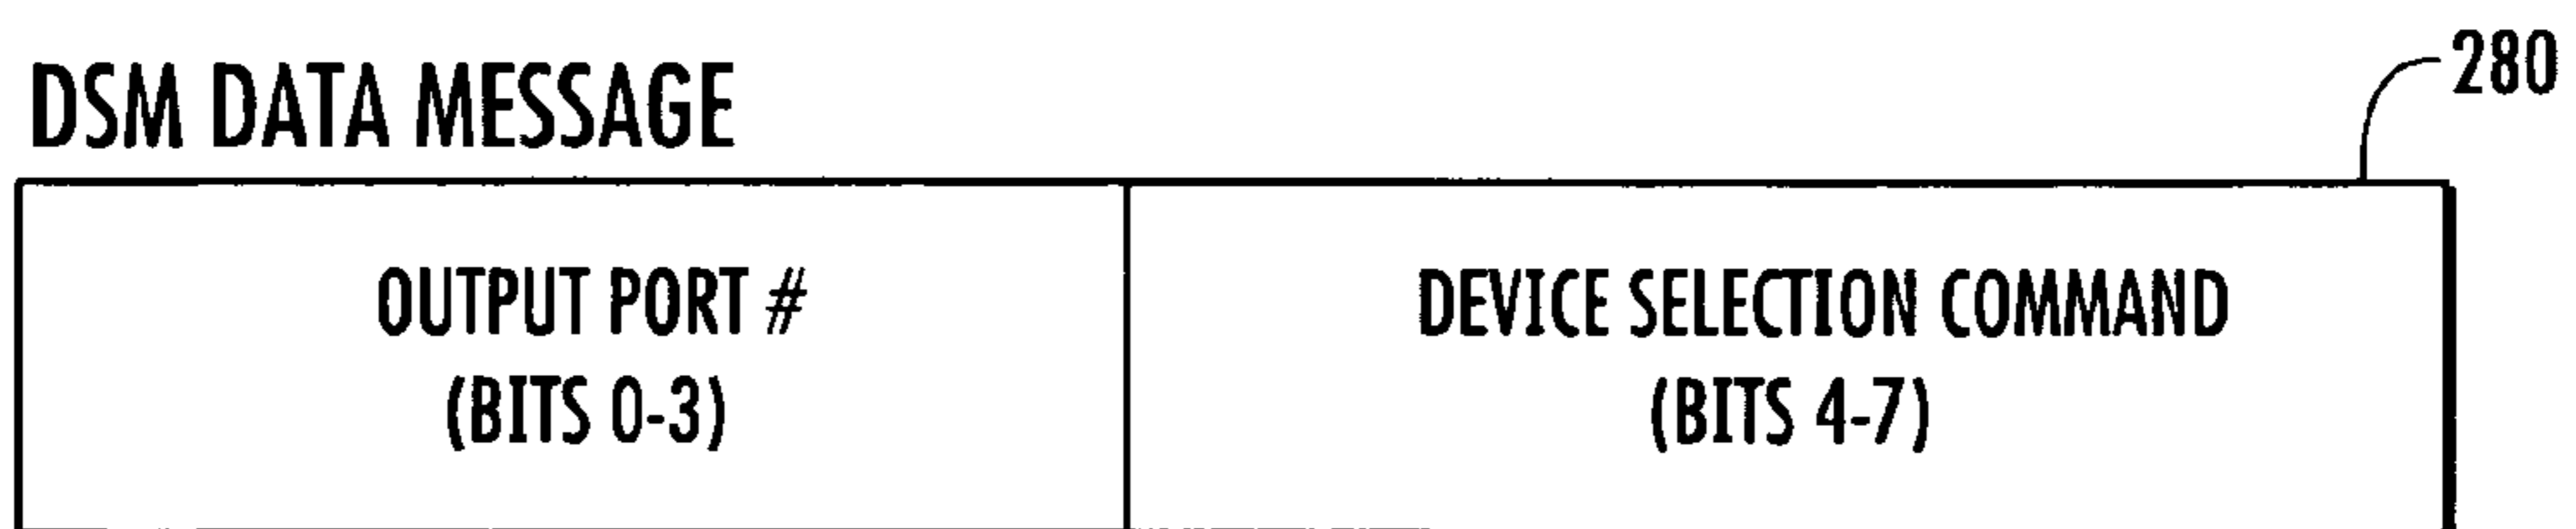 280
DSM DATA MESSAGE
OUTPUT PORT #
(BITS 0-3)
DEVICE SELECTION COMMAND
(BITS 4-7)